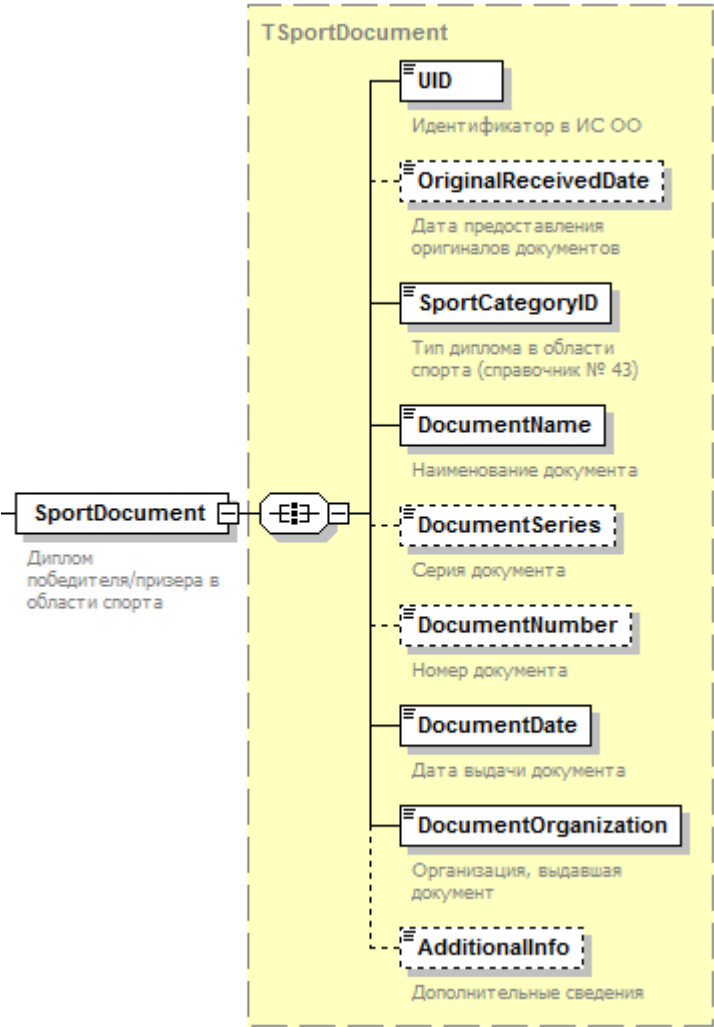 TSportDocument
UID
Идентификатор в ИС ОО
OriginalReceivedDate
Дата предоставления
оригиналов документов
SportCategoryID
Тип диплома в области
спорта (справочник № 43)
DocumentName
Наименование документа
SportDocument
Диплом
победителя/призера в
области спорта
DocumentSeries
Серия документа
DocumentNumber
Номер документа
DocumentDate
Дата выдачи документа
DocumentOrganization
Организация, выдавшая
документ
AdditionalInfo
Дополнительные сведения